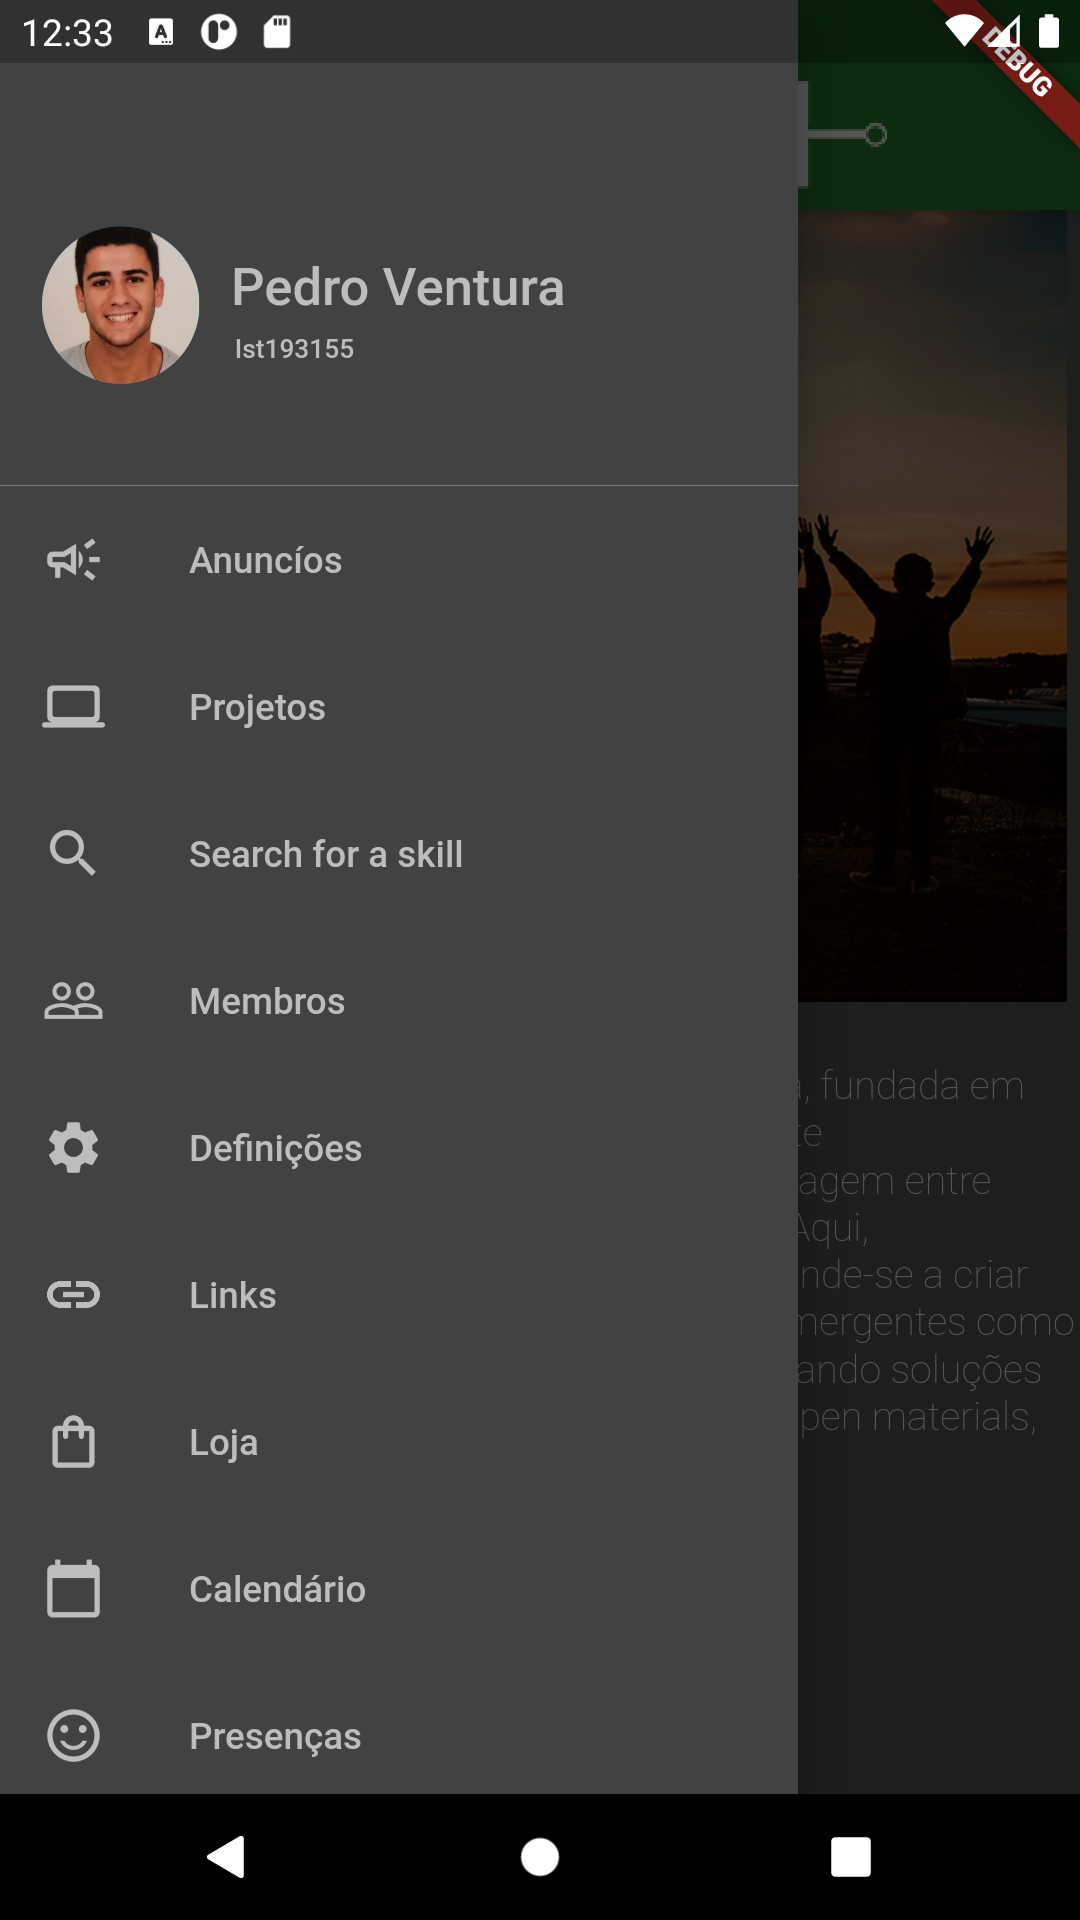 12:33
DEBUG
Pedro Ventura
Ist193155
Anuncíos
Projetos
Search for a skill
Membros
Definições
Links
Loja
Calendário
Presenças
, fundada em
te
agem entre
Aqui,
nde-se a criar
mergentes como
ando soluções
pen materials,